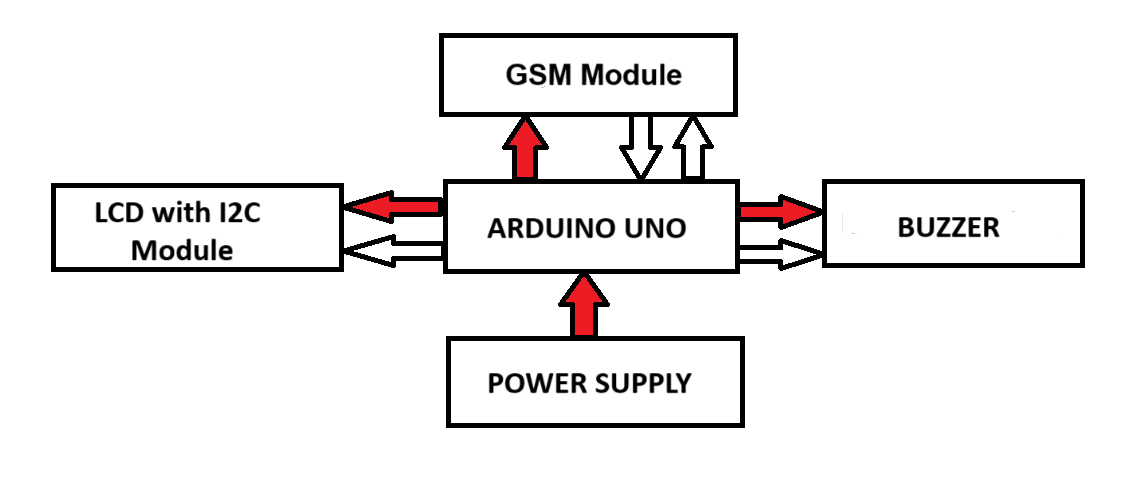 GSM Module
LCD with I2C
Module
ARDUINO UNO
BUZZER
POWER SUPPLY